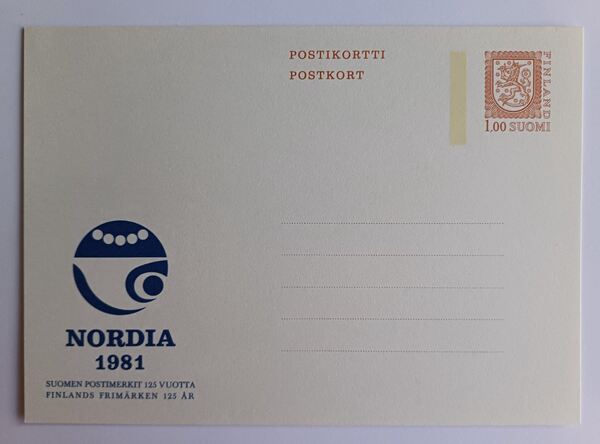 POSTIKORTTI
POSTKORT
FINLAND
1,00 SUOMI
NORDIA
1981
SUOMEN POSTIMERKIT 125 VUOTTA
FINLANDS FRIMÄRKEN 125 ÅR